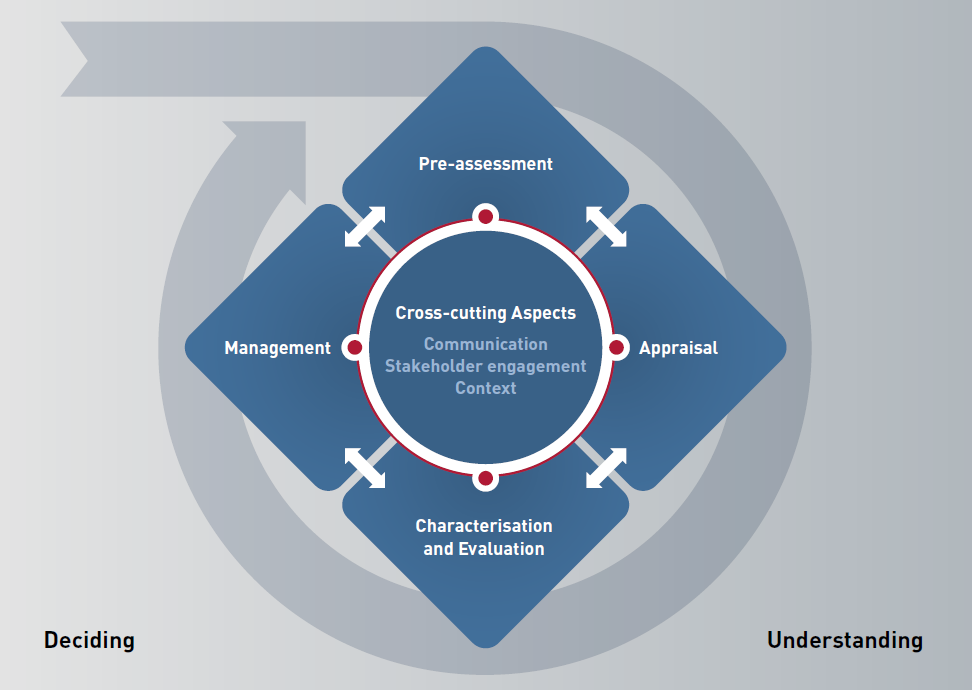 Pre-assessment
Cross-cutting Aspects
Communication
Stakeholder engagement
Context
Management
Appraisal
Characterisation
and Evaluation
Deciding
Understanding